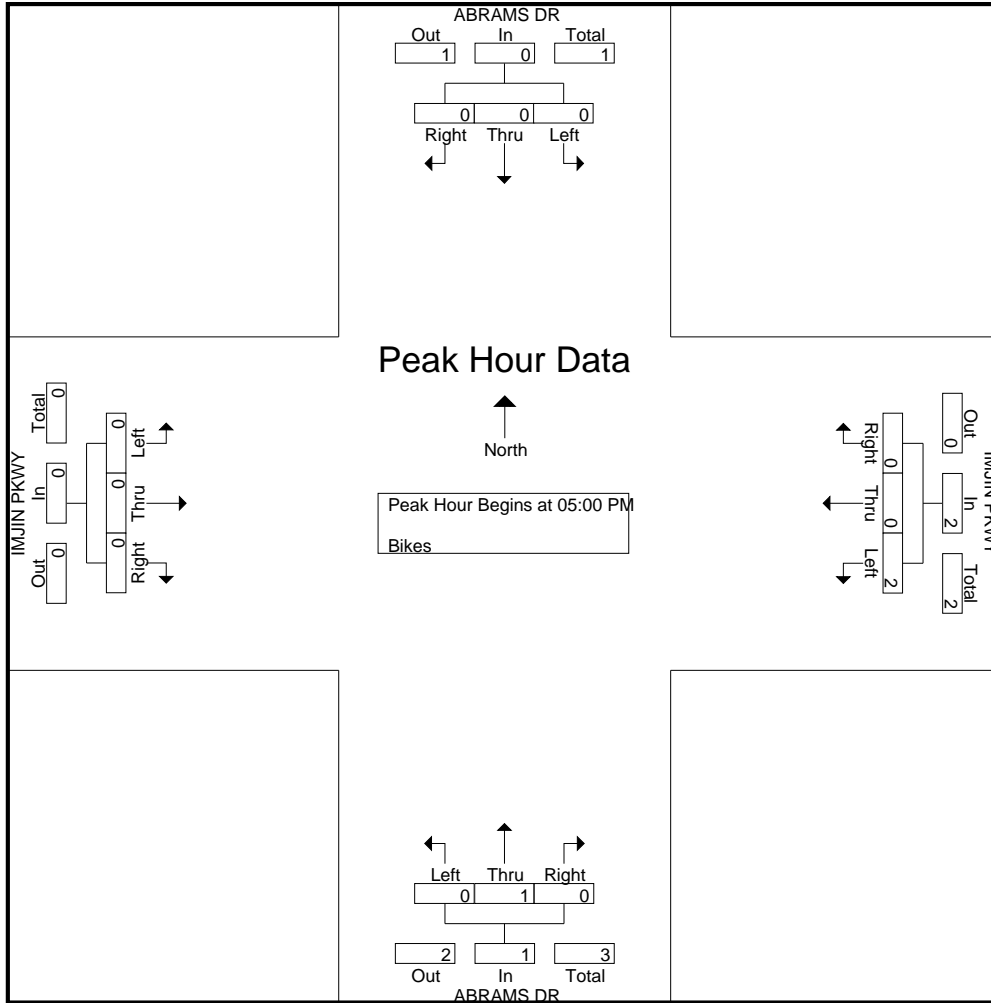 ABRAMS DR
Out In Total
1 0 1
0 0 0
Right Thru Left
Peak Hour Data
North
Peak Hour Begins at 05:00 PM
Bikes
IMJIN PKWY
Total In Out
0 0 0
0 0 0
Left Thru Right
Right Thru Left
0 0 2
Out In Total
0 2 2
IMJIN PKWY
Left Thru Right
0 1 0
2 1 3
Out In Total
ABRAMS DR